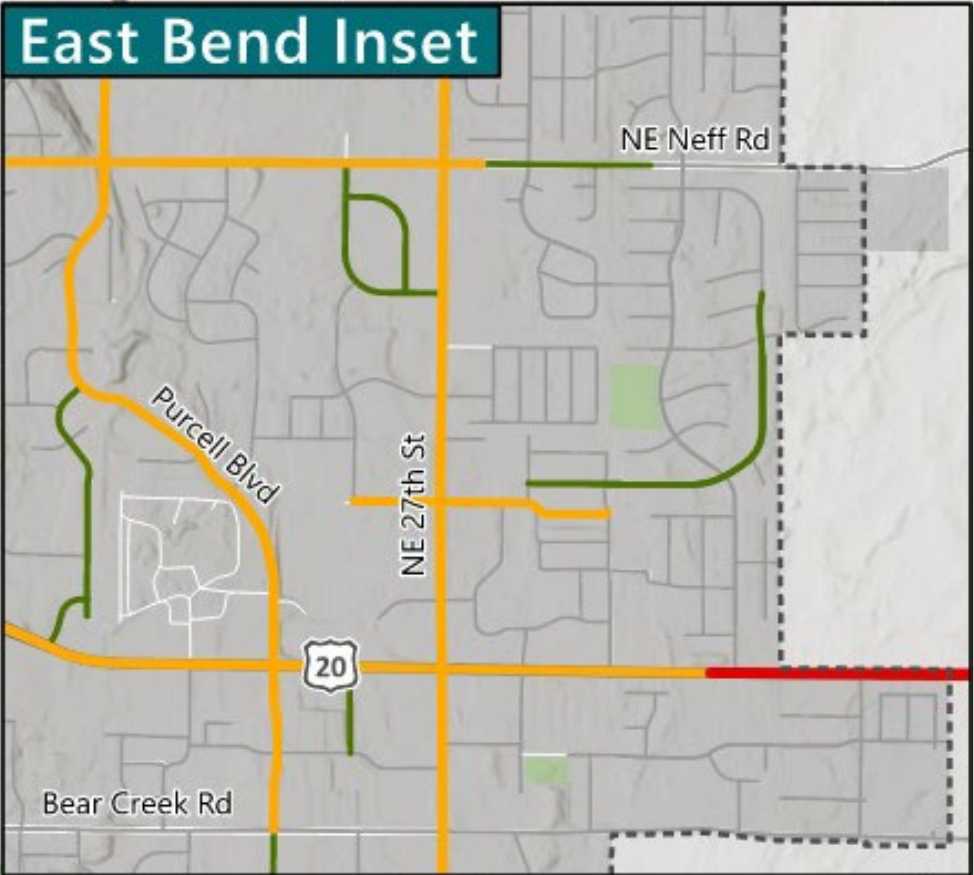 East Bend Inset
NE Neff Rd
Purcell Blvd
NE 27th St
20
Bear Creek Rd